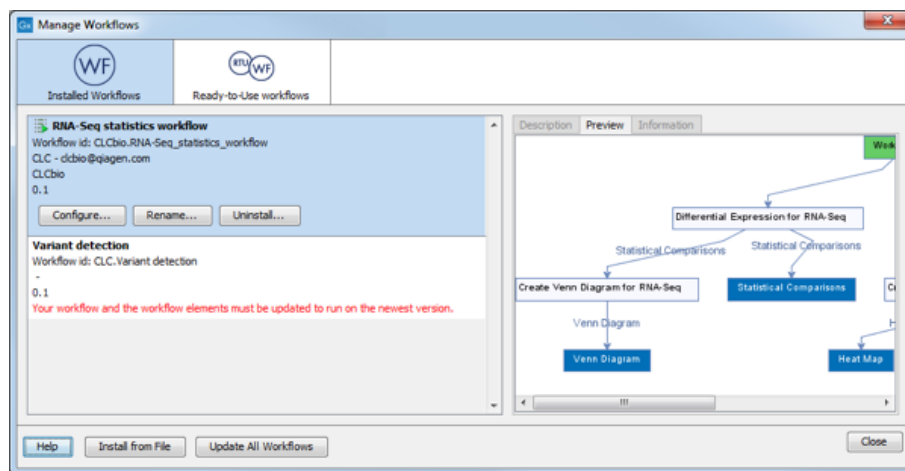 Manage Workflows
WF
Installed Workflows
RTU WF
Ready-to-Use workflows
RNA-Seq statistics workflow
Workflow id: CLCbio.RNA-Seq_statistics_workflow
CLC - clcbio@qiagen.com
CLCbio
0.1
Configure...
Rename...
Uninstall...
Variant detection
Workflow id: CLC.Variant detection
-
0.1
Your workflow and the workflow elements must be updated to run on the newest version.
Description
Preview
Information
Work
Differential Expression for RNA-Seq
Statistical Comparisons
Statistical Comparisons
Create Venn Diagram for RNA-Seq
Statistical Comparisons
Venn Diagram
Venn Diagram
Heat Map
Help
Install from File
Update All Workflows
Close